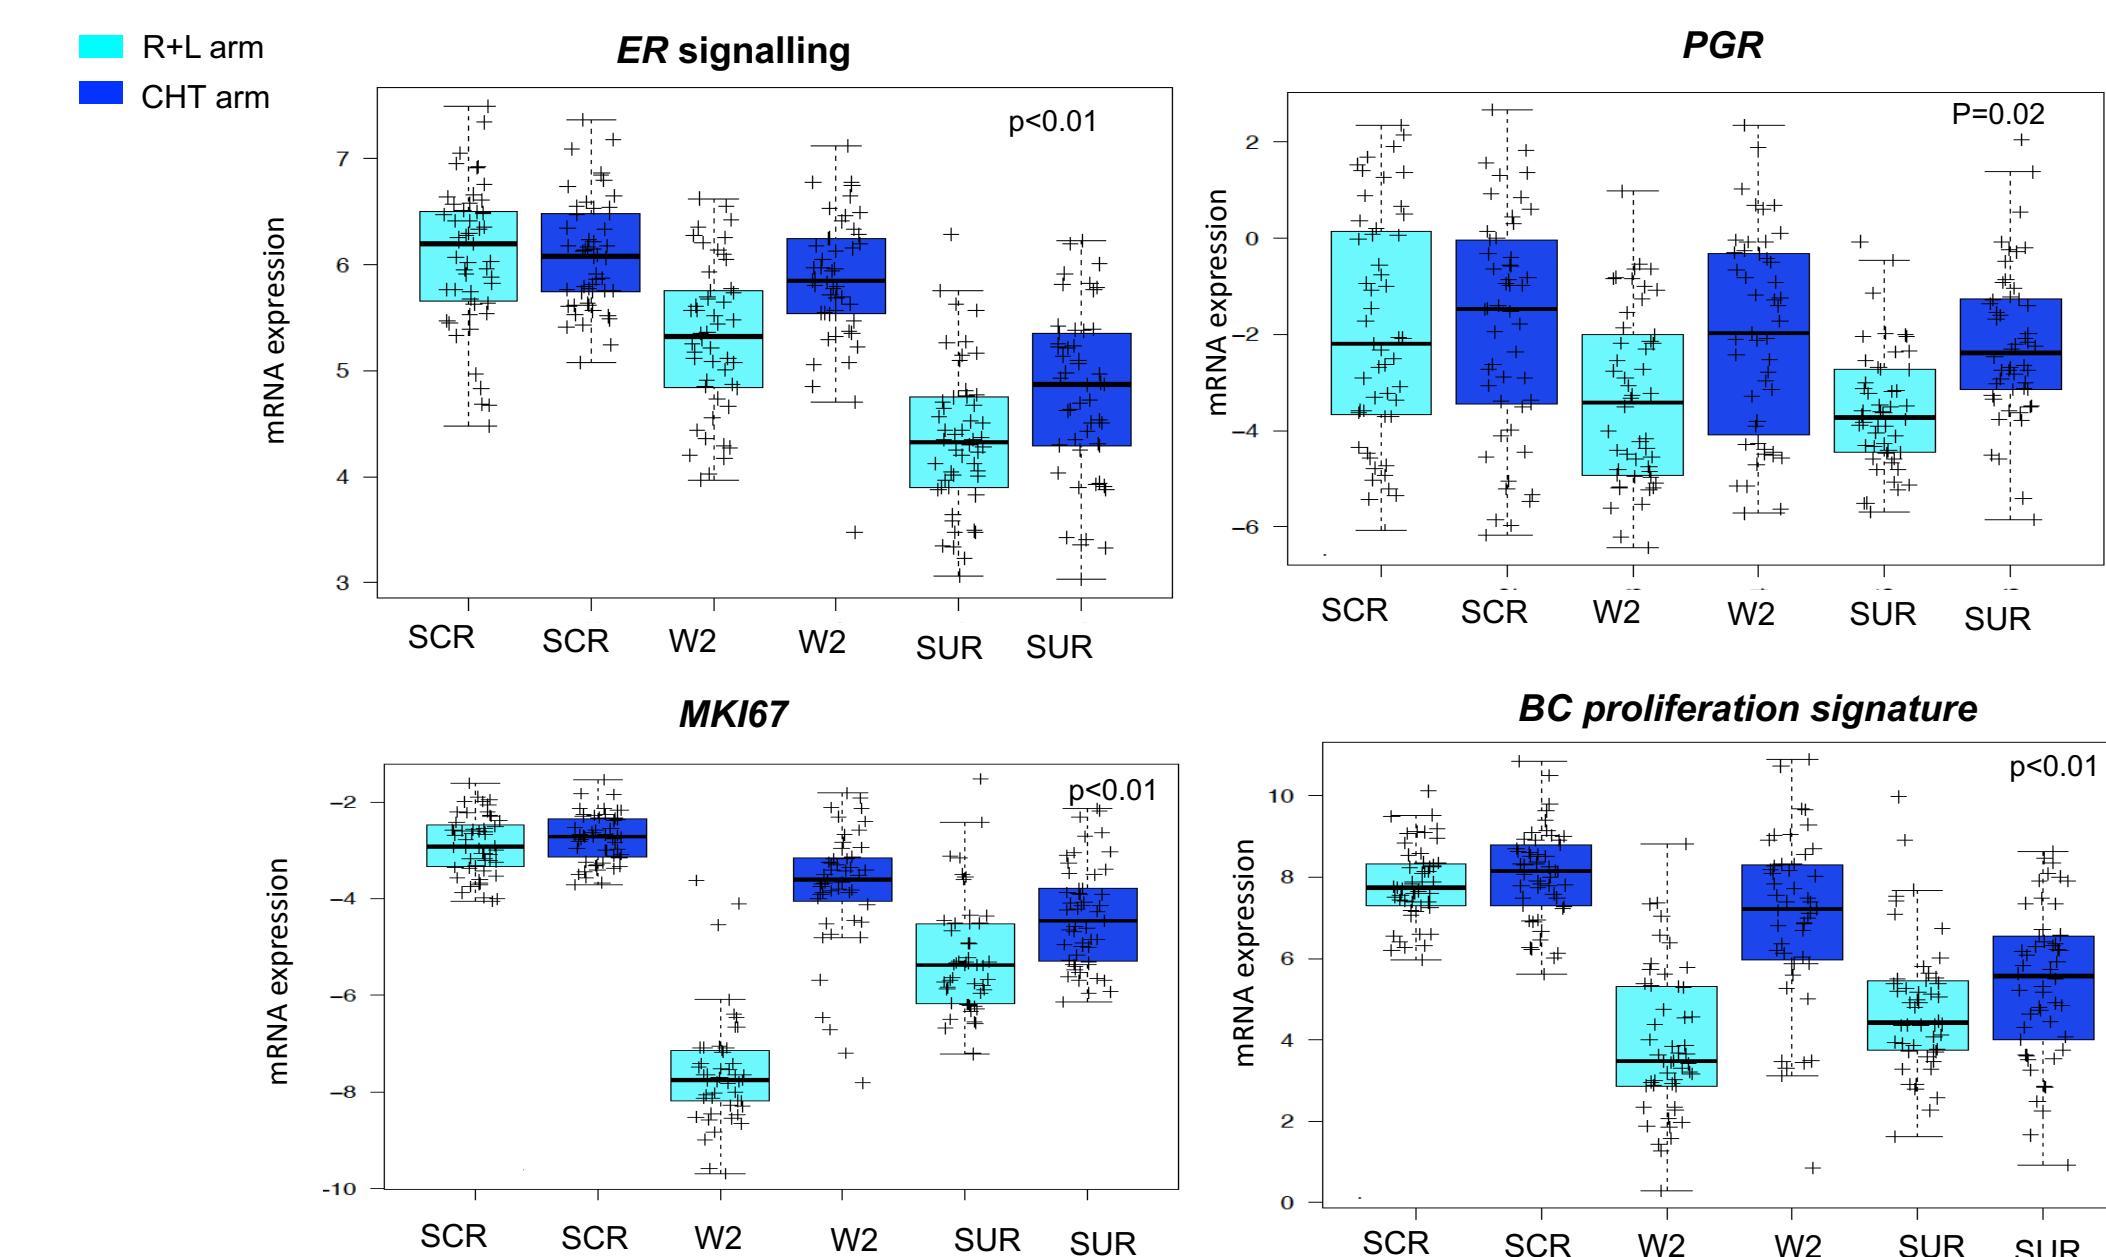 R+L arm
CHT arm
ER signalling
p<0.01
mRNA expression
7
6
5
4
3
SCR SCR W2 W2 SUR SUR
PGR
P=0.02
mRNA expression
2
0
−2
−4
−6
SCR SCR W2 W2 SUR SUR
MKI67
p<0.01
mRNA expression
−2
−4
−6
−8
-10
SCR SCR W2 W2 SUR SUR
BC proliferation signature
p<0.01
mRNA expression
10
8
6
4
2
0
SCR SCR W2 W2 SUR SUR